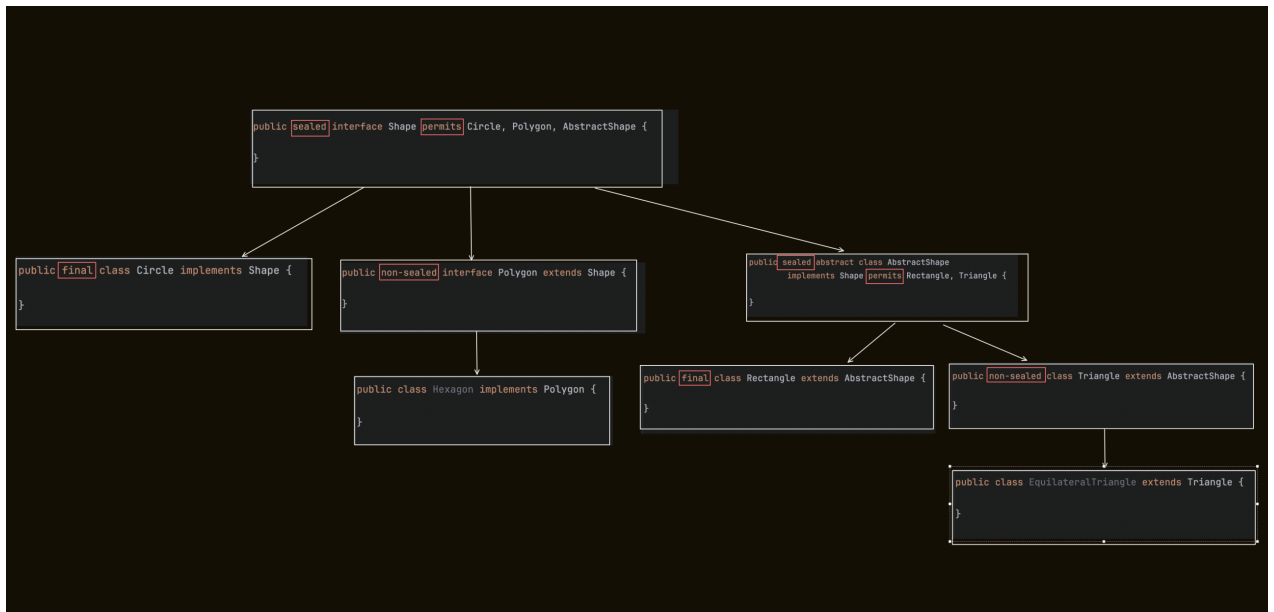 public sealed interface Shape permits Circle, Polygon, AbstractShape {
}
public final class Circle implements Shape {
}
public non-sealed interface Polygon extends Shape {
}
public sealed abstract class AbstractShape
implements Shape permits Rectangle, Triangle {
}
public class Hexagon implements Polygon {
}
public final class Rectangle extends AbstractShape {
}
public non-sealed class Triangle extends AbstractShape {
}
public class EquilateralTriangle extends Triangle {
}